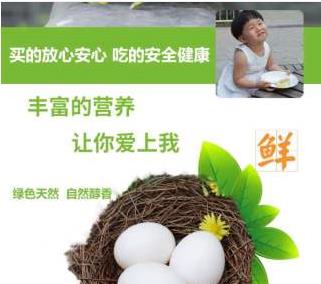 买的放心安心 吃的安全健康
丰富的营养
让你爱上我
鲜
绿色天然 自然醇香